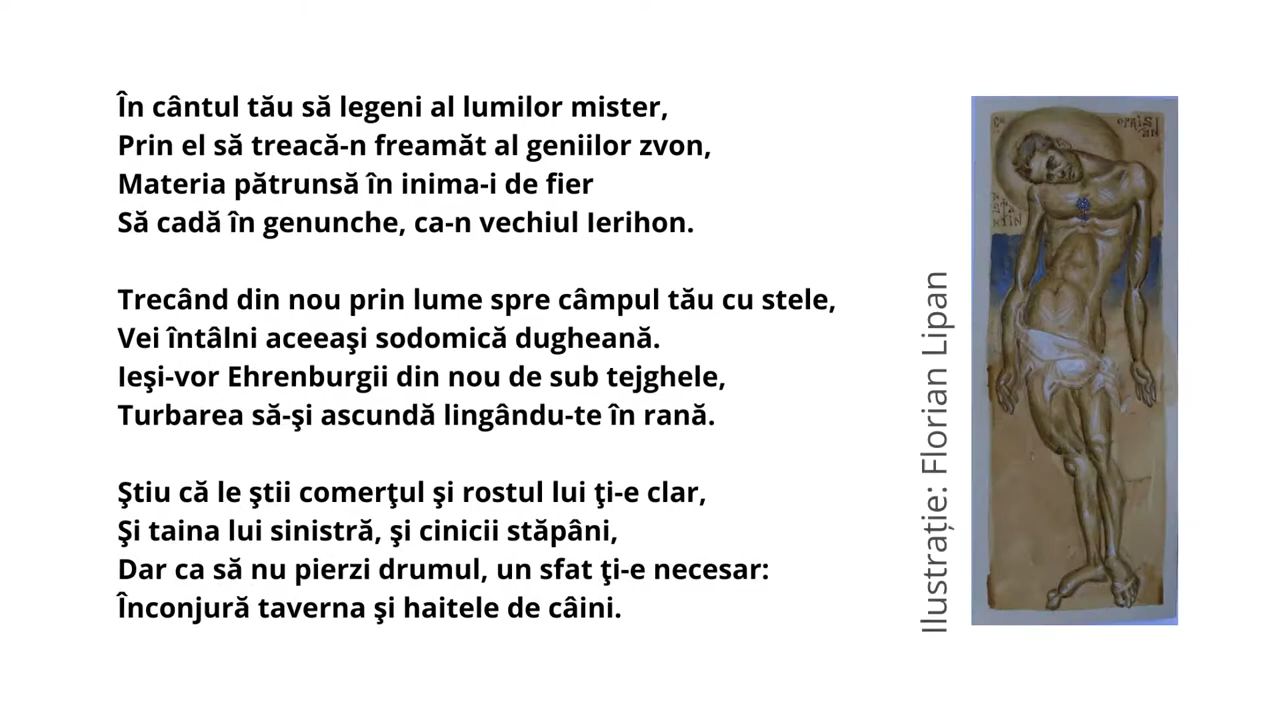 În cântul tău să legeni al lumilor mister,
Prin el să treacă-n freamăt al geniilor zvon,
Materia pătrunsă în inima-i de fier
Să cadă în genunche, ca-n vechiul Ierihon.
Trecând din nou prin lume spre câmpul tău cu stele,
Vei întâlni aceeaşi sodomică dugheană.
Ieşi-vor Ehrenburgii din nou de sub tejghele,
Turbarea să-şi ascundă lingându-te în rană.
Ştiu că le ştii comerţul şi rostul lui ţi-e clar,
Şi taina lui sinistră, şi cinicii stăpâni,
Dar ca să nu pierzi drumul, un sfat ţi-e necesar:
Înconjură taverna şi haitele de câini.
Ilustrație: Florian Lipan